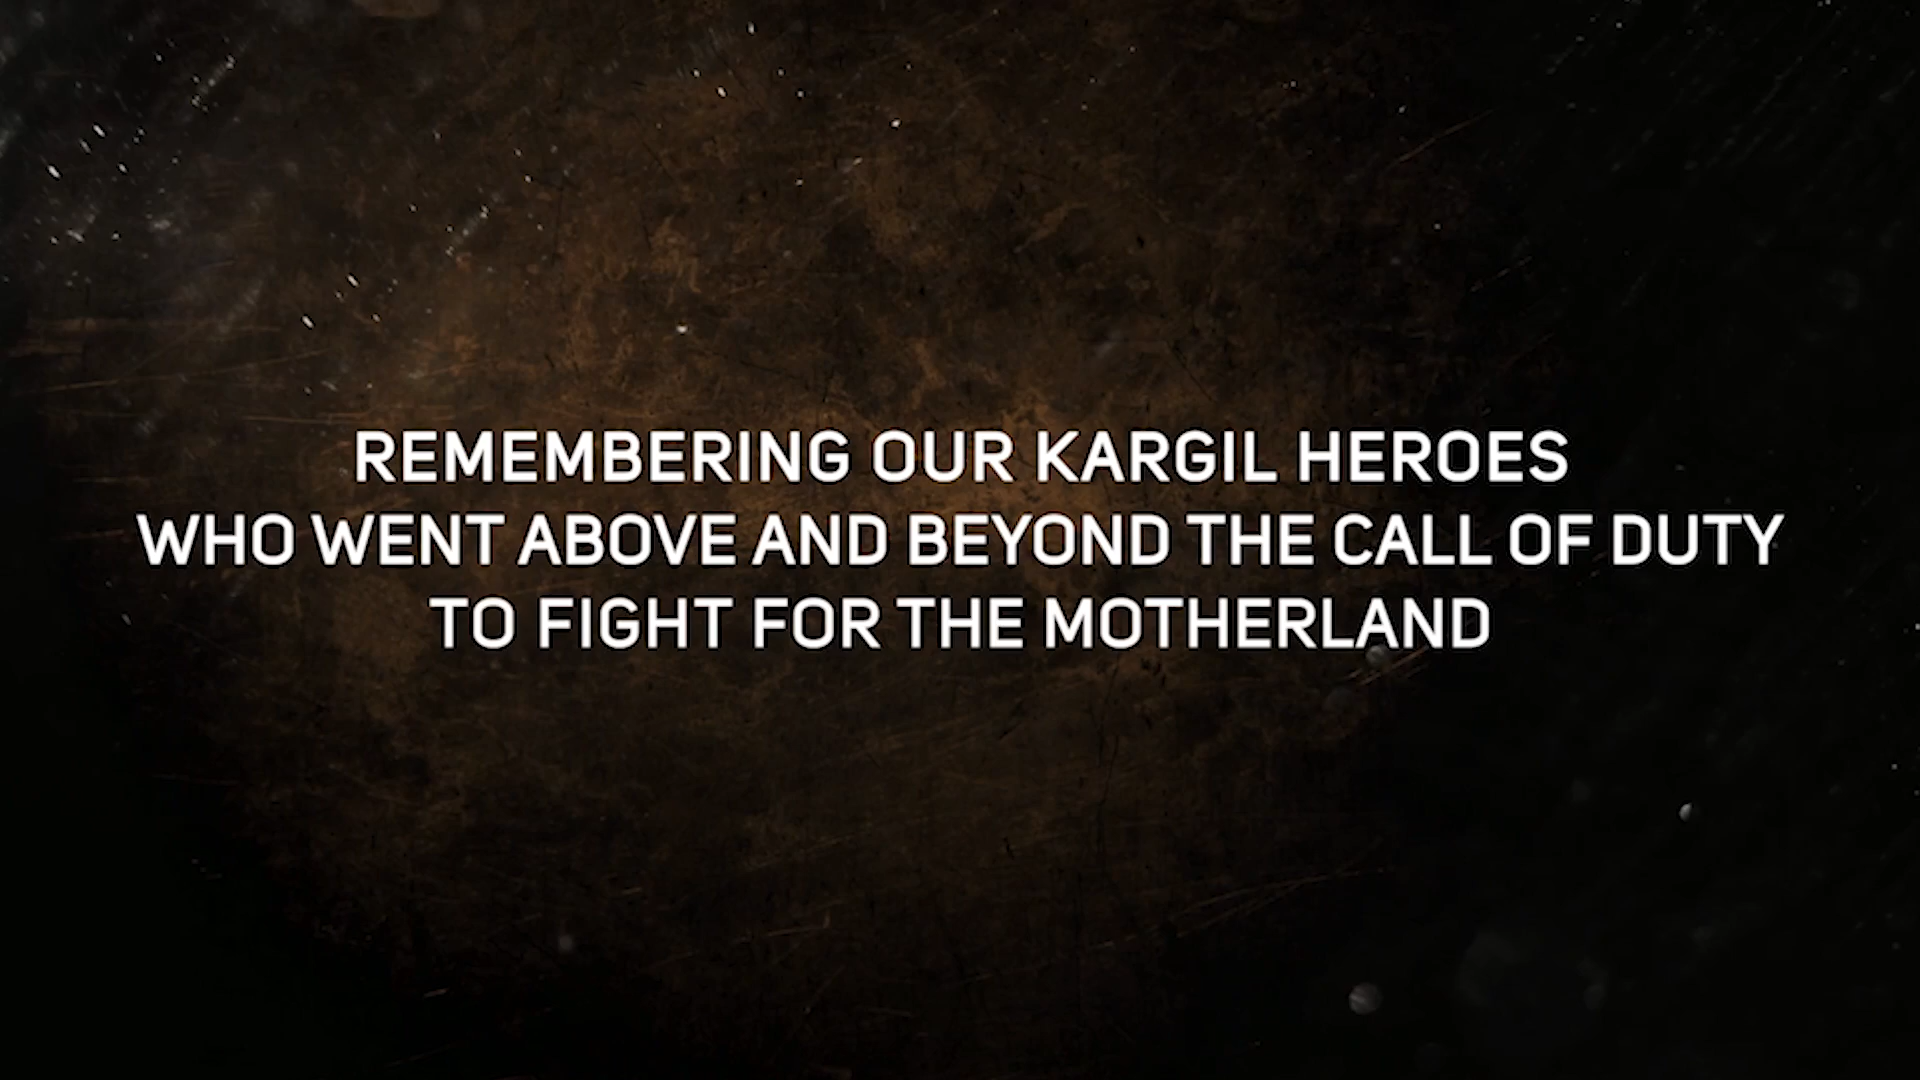 REMEMBERING OUR KARGIL HEROES
WHO WENT ABOVE AND BEYOND THE CALL OF DUTY
TO FIGHT FOR THE MOTHERLAND